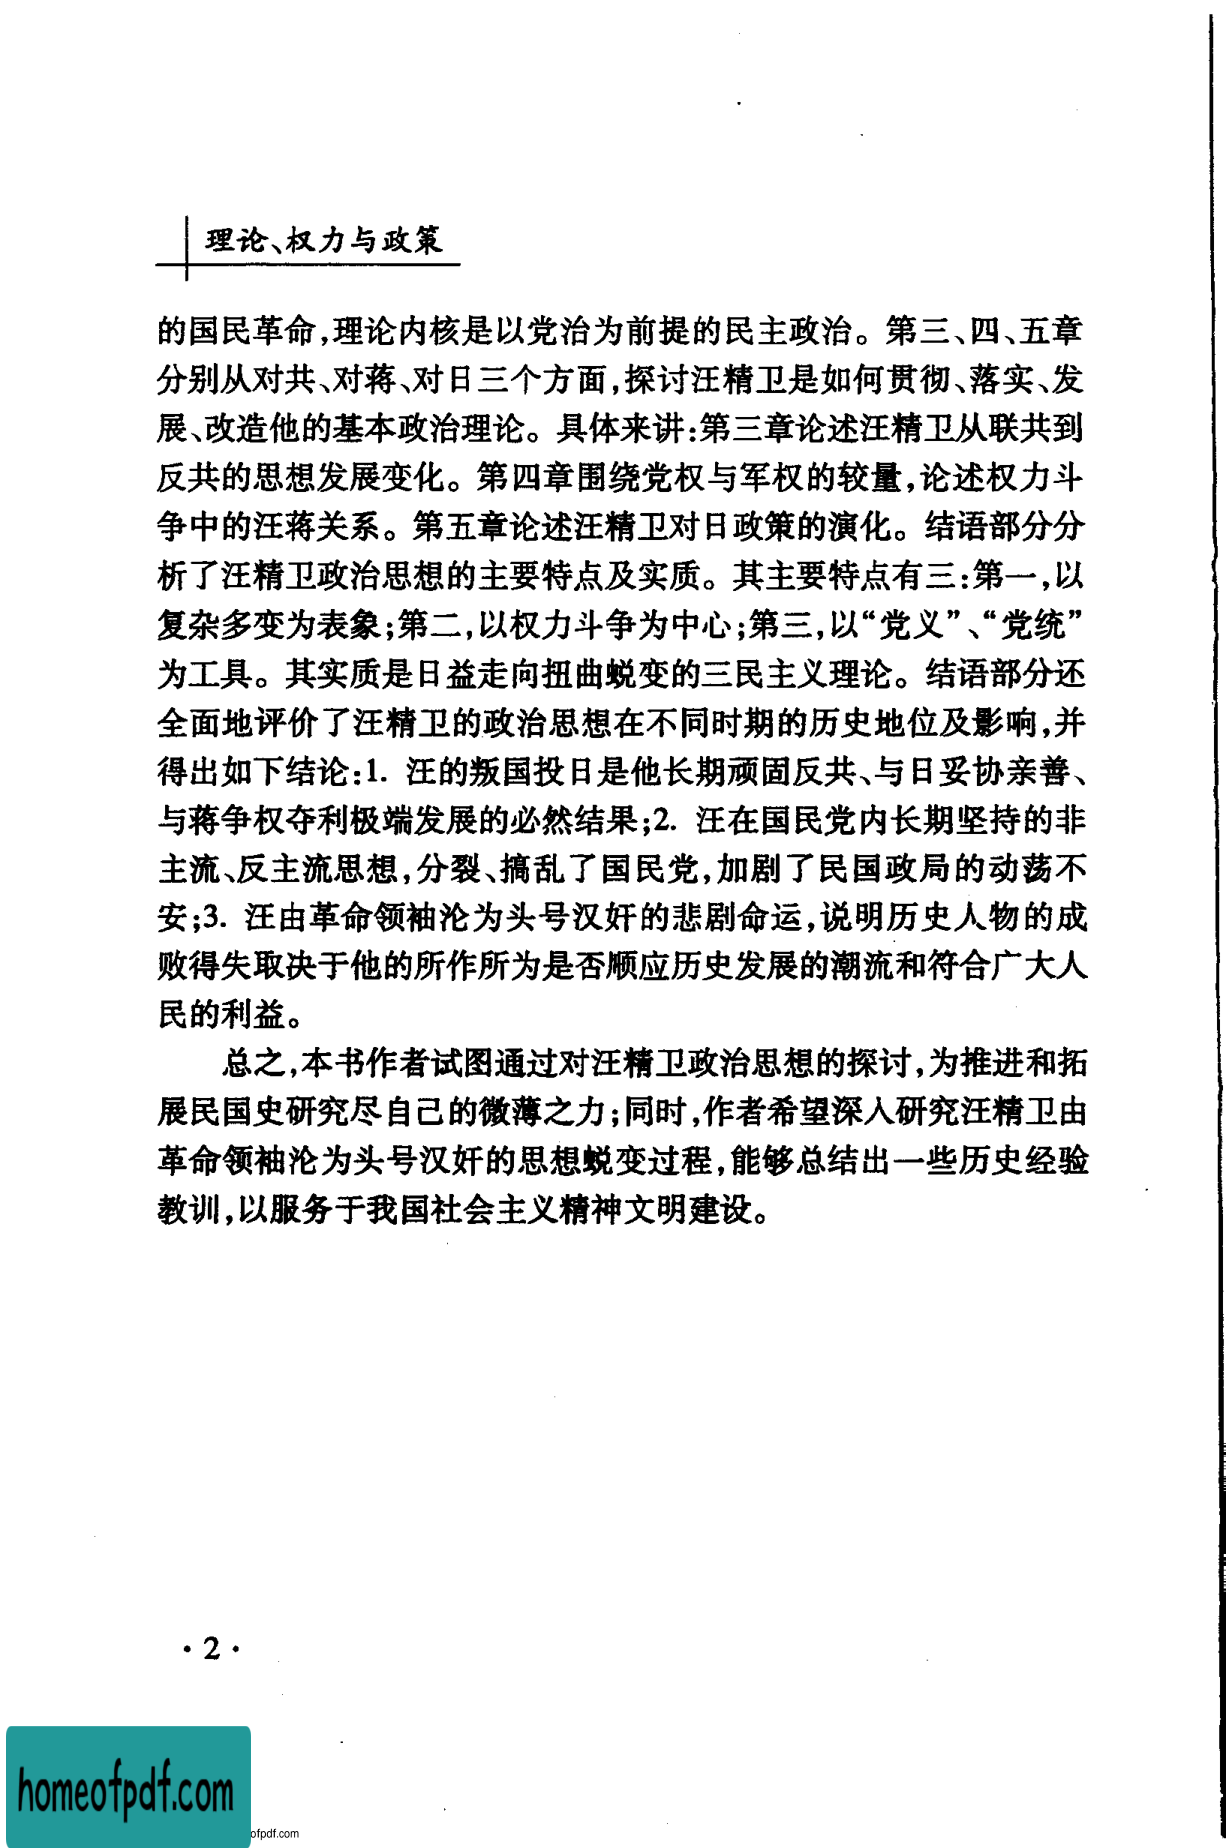 理论、权力与政策
的国民革命,理论内核是以党治为前提的民主政治。第三、四、五章
分别从对共、对蒋、对日三个方面,探讨汪精卫是如何贯彻、落实、发
展、改造他的基本政治理论。具体来讲:第三章论述汪精卫从联共到
反共的思想发展变化。第四章围绕党权与军权的较量,论述权力斗
争中的汪蒋关系。第五章论述汪精卫对日政策的演化。结语部分分
析了汪精卫政治思想的主要特点及实质。其主要特点有三:第一,以
复杂多变为表象;第二,以权力斗争为中心;第三,以“党义”、“党统”
为工具。其实质是日益走向扭曲蜕变的三民主义理论。结语部分还
全面地评价了汪精卫的政治思想在不同时期的历史地位及影响,并
得出如下结论:1. 汪的叛国投日是他长期顽固反共、与日妥协亲善、
与蒋争权夺利极端发展的必然结果;2. 汪在国民党内长期坚持的非
主流、反主流思想,分裂、搞乱了国民党,加剧了民国政局的动荡不
安;3. 汪由革命领袖沦为头号汉奸的悲剧命运,说明历史人物的成
败得失取决于他的所作所为是否顺应历史发展的潮流和符合广大人
民的利益。
总之,本书作者试图通过对汪精卫政治思想的探讨,为推进和拓
展民国史研究尽自己的微薄之力;同时,作者希望深入研究汪精卫由
革命领袖沦为头号汉奸的思想蜕变过程,能够总结出一些历史经验
教训,以服务于我国社会主义精神文明建设。
·2·
homeofpdf.com
ofpdf.com